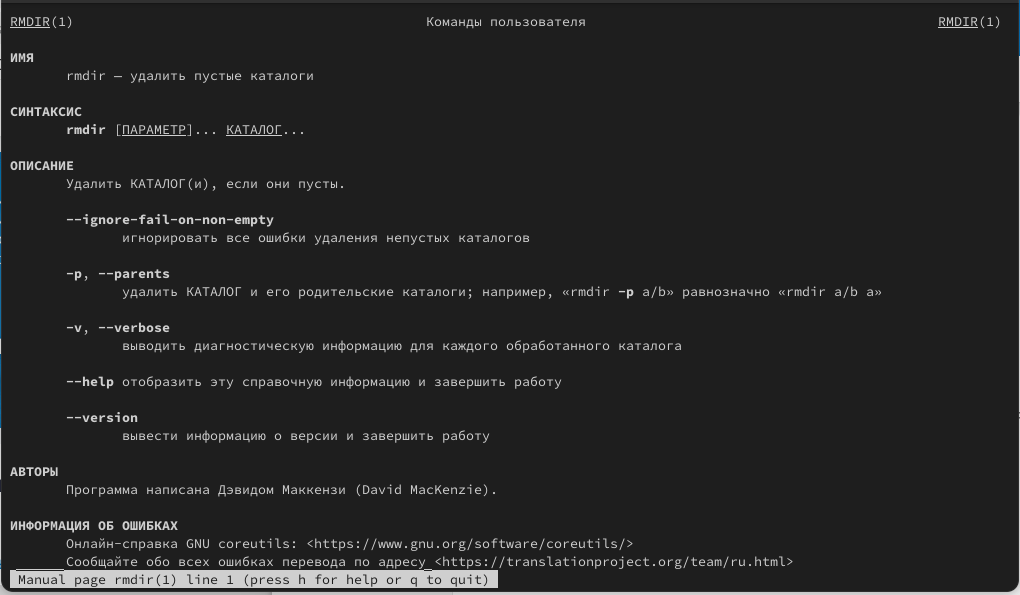 RMDIR(1) Команды пользователя RMDIR(1)
ИМЯ
rmdir — удалить пустые каталоги
СИНТАКСИС
rmdir [ПАРАМЕТР]... КАТАЛОГ...
ОПИСАНИЕ
Удалить КАТАЛОГ(и), если они пусты.
--ignore-fail-on-non-empty
игнорировать все ошибки удаления непустых каталогов
-p, --parents
удалить КАТАЛОГ и его родительские каталоги; например, «rmdir -p a/b» равнозначно «rmdir a/b a»
-v, --verbose
выводить диагностическую информацию для каждого обработанного каталога
--help отобразить эту справочную информацию и завершить работу
--version
вывести информацию о версии и завершить работу
АВТОРЫ
Программа написана Дэвидом Маккензи (David MacKenzie).
ИНФОРМАЦИЯ ОБ ОШИБКАХ
Онлайн-справка GNU coreutils: <https://www.gnu.org/software/coreutils/>
Сообщайте обо всех ошибках перевода по адресу <https://translationproject.org/team/ru.html>
Manual page rmdir(1) line 1 (press h for help or q to quit)